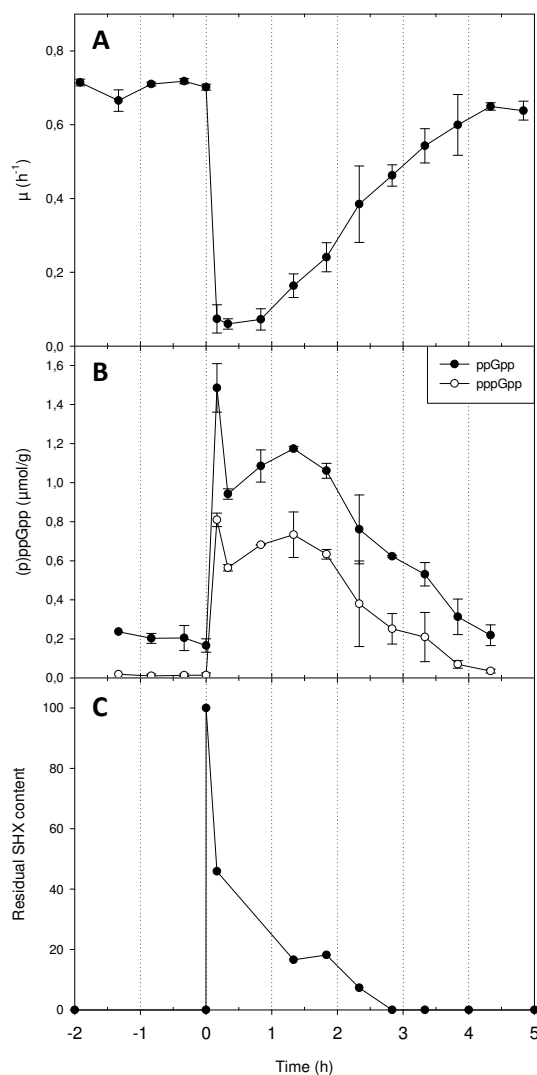 A
0,8
0,6
0,4
0,2
0,0
µ (h⁻¹)
B
ppGpp
pppGpp
1,6
1,4
1,2
1,0
0,8
0,6
0,4
0,2
0,0
(p)ppGpp (µmol/g)
C
100
80
60
40
20
0
Residual SHX content
-2 -1 0 1 2 3 4 5
Time (h)